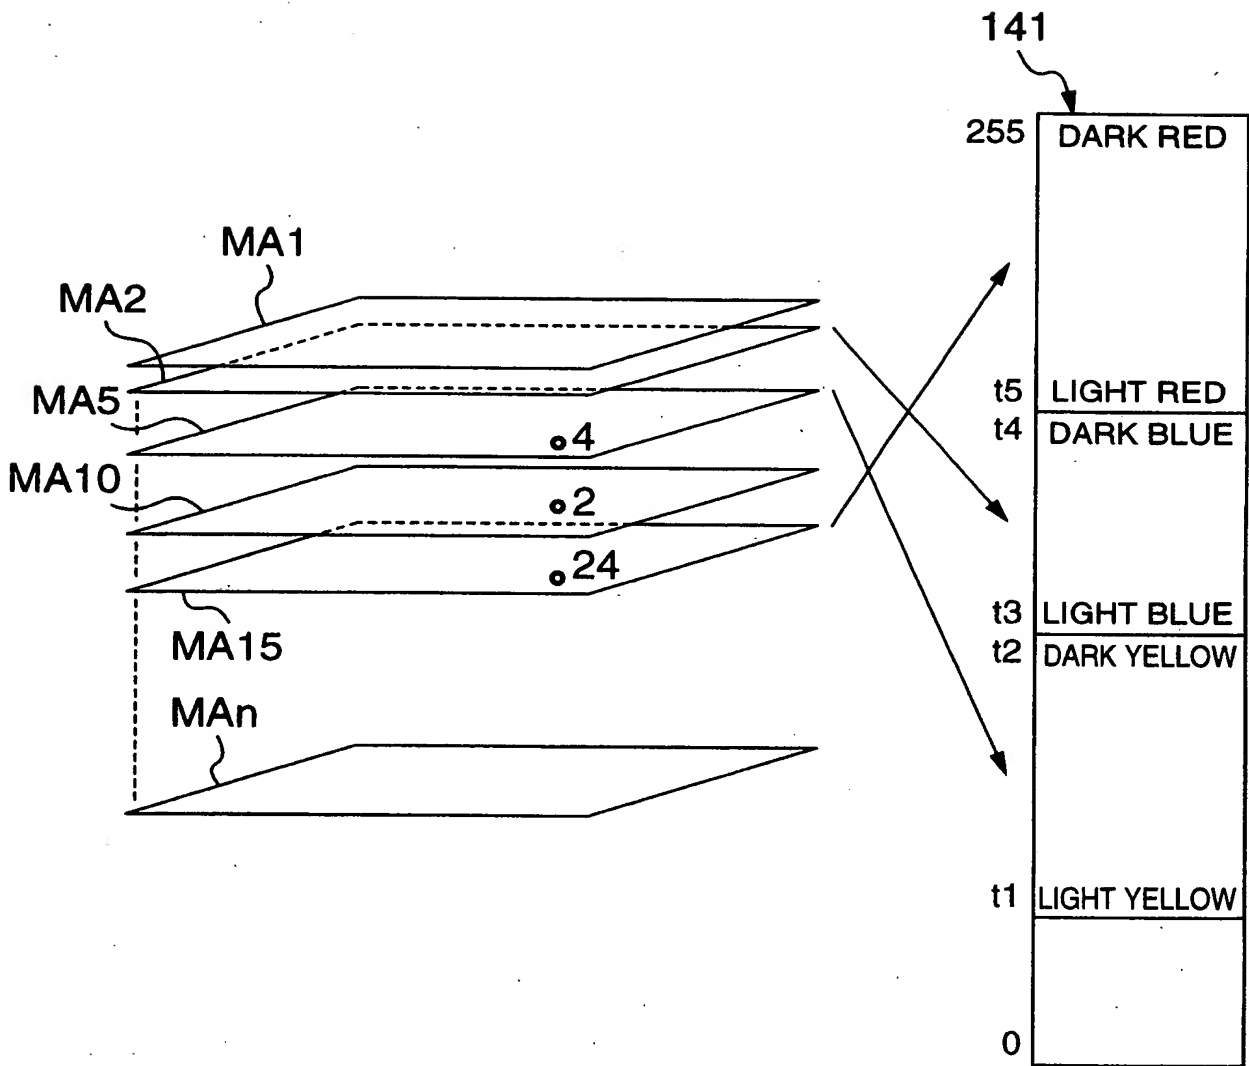 141
255 DARK RED
MA1
MA2
MA5
t5 LIGHT RED
t4 DARK BLUE
4
MA10
2
24
t3 LIGHT BLUE
MA15
t2 DARK YELLOW
MAn
t1 LIGHT YELLOW
0